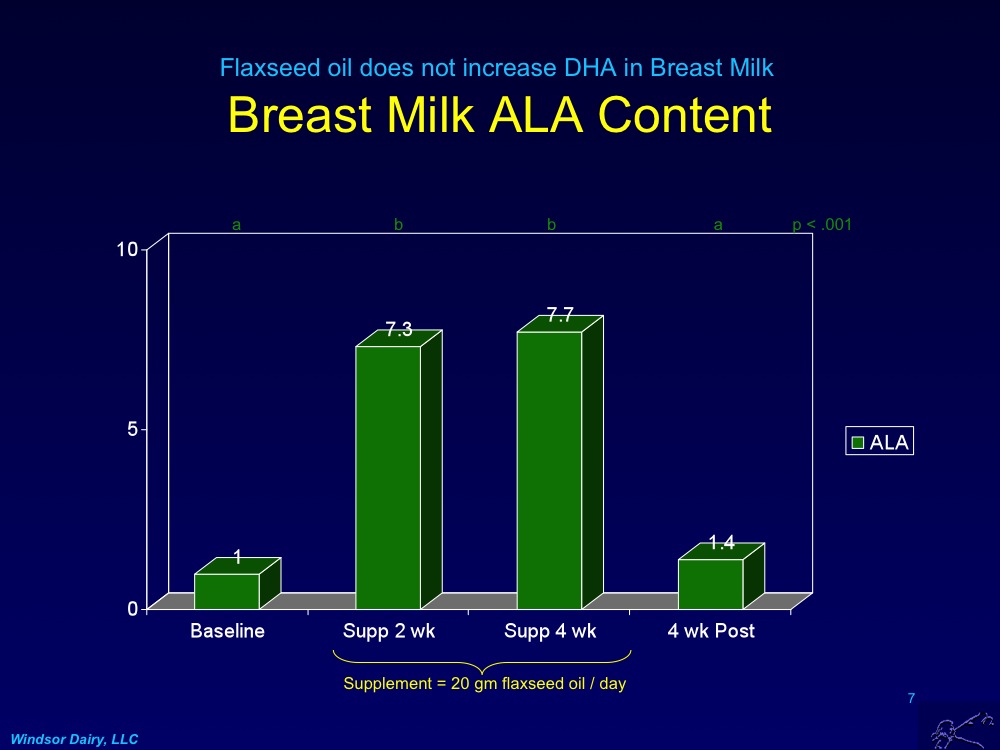 Flaxseed oil does not increase DHA in Breast Milk
Breast Milk ALA Content
a b b a p < .001
10
7.7
7.3
5
ALA
1.4
1
0
Baseline Supp 2 wk Supp 4 wk 4 wk Post
Supplement = 20 gm flaxseed oil / day
7
Windsor Dairy, LLC